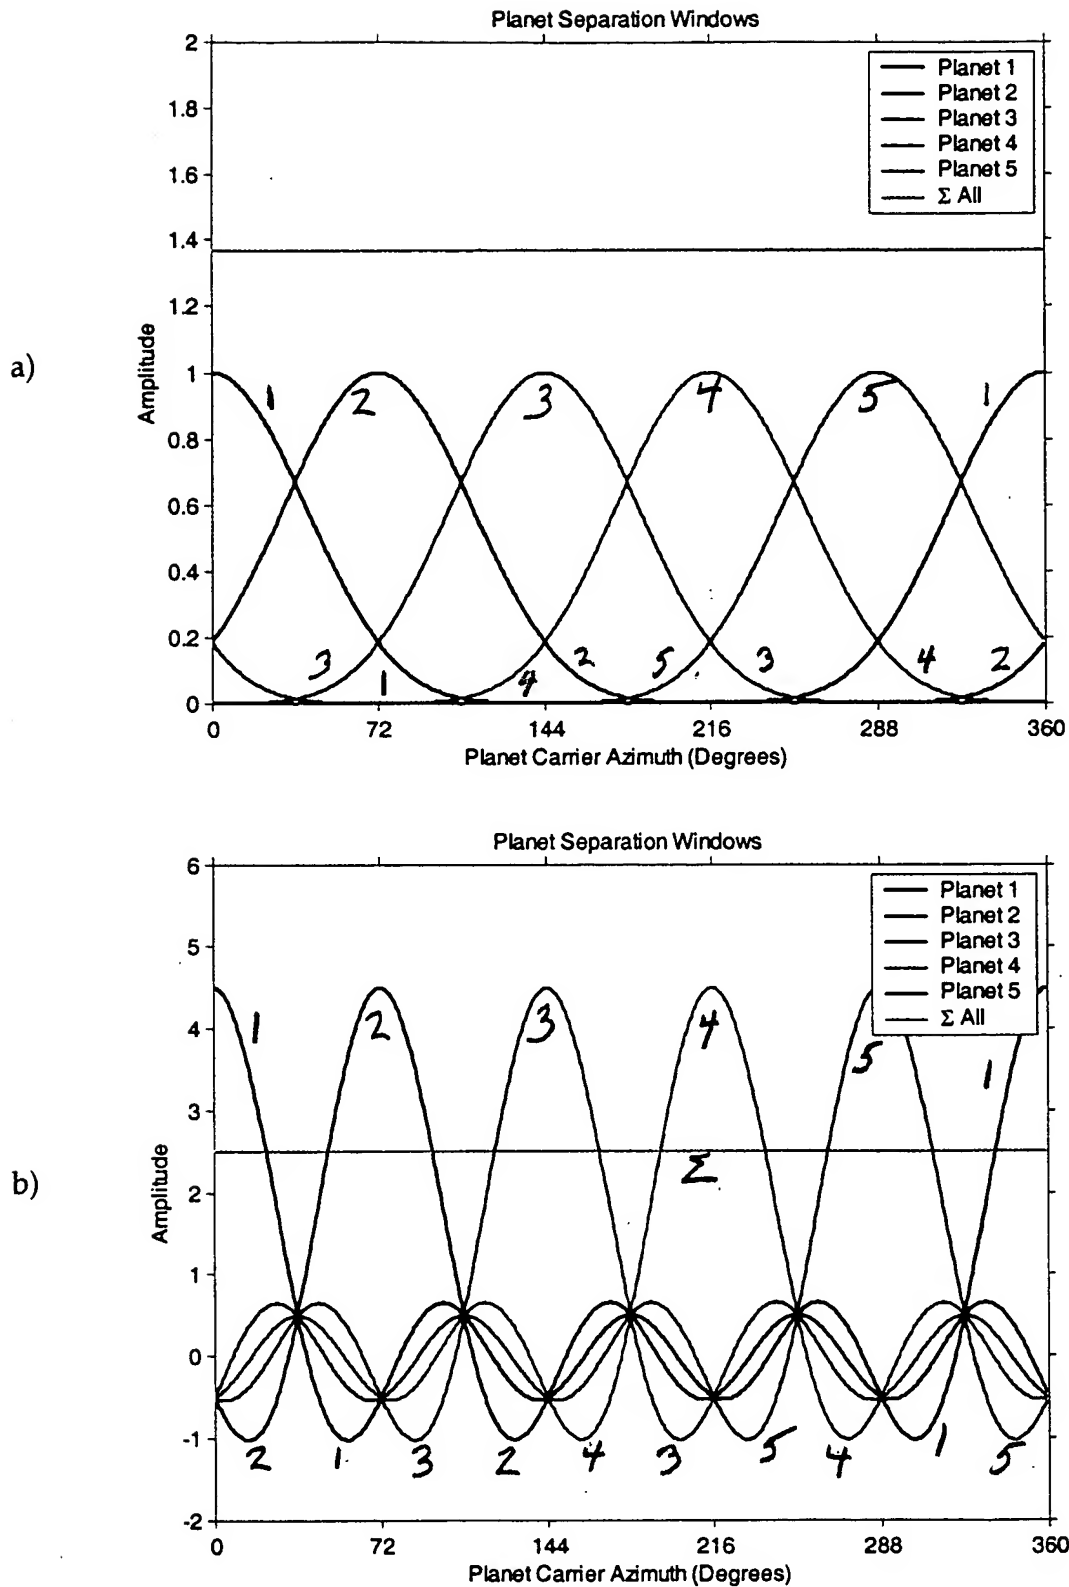 a)
Planet Separation Windows
2
1.8
1.6
1.4
1.2
1
0.8
0.6
0.4
0.2
0
Amplitude
Planet 1
Planet 2
Planet 3
Planet 4
Planet 5
Σ All
1 2 3 4 5 1
3 1 4 2 5 3 4 2
0 72 144 216 288 360
Planet Carrier Azimuth (Degrees)
b)
Planet Separation Windows
6
5
4
3
2
1
0
-1
-2
Amplitude
Planet 1
Planet 2
Planet 3
Planet 4
Planet 5
Σ All
1 2 3 4 5 1
Σ
2 1 3 2 4 3 5 4 1 5
0 72 144 216 288 360
Planet Carrier Azimuth (Degrees)